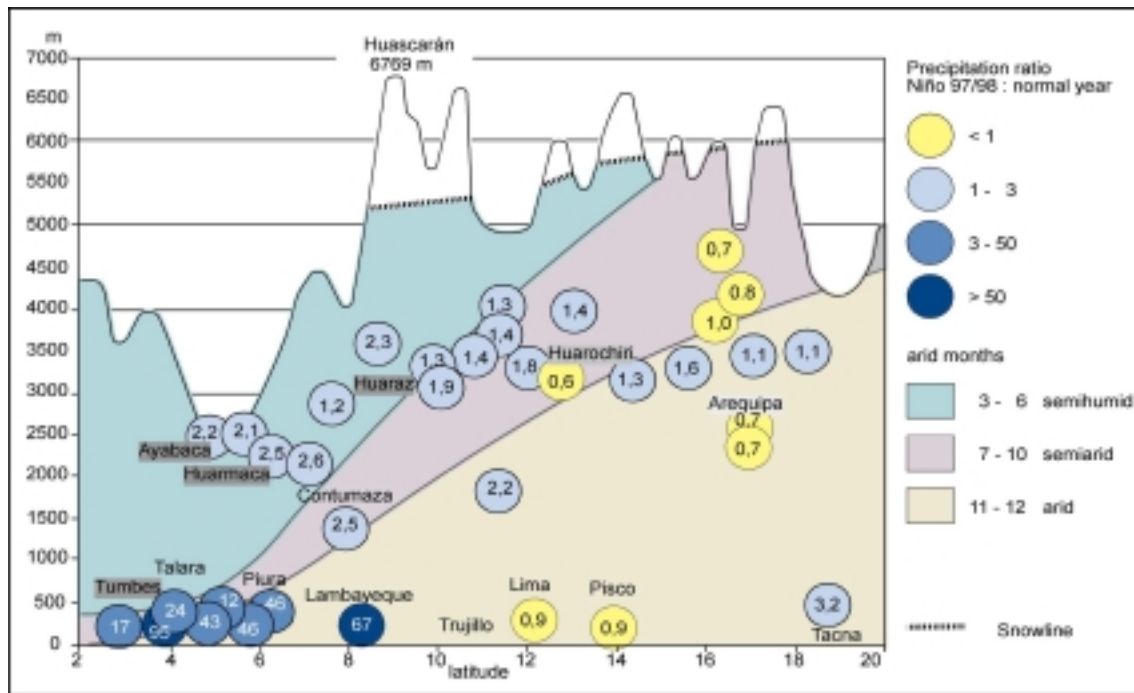 m
7000
6500
6000
5500
5000
4500
4000
3500
3000
2500
2000
1500
1000
500
0
2
4
6
8
10
12
14
16
18
20
latitude
Huascarán
6769 m
0,7
0.8
1,0
1,3
1,4
1,4
2,3
1,3
1,4
1,8
Huarochiri
1,1
1,1
Huaraz
1,9
0,6
1,3
1,6
1,2
Arequipa
0,7
0,7
2,2
2,1
Ayabaca
2,5
2,6
Huarmaca
Contumaza
2,2
2,5
Talara
Tumbes
Piura
Lambayeque
Lima
Pisco
24
12
46
17
43
46
67
Trujillo
0,9
0,9
3,2
Tacna
Precipitation ratio
Niño 97/98 : normal year
< 1
1 - 3
3 - 50
> 50
arid months
3 - 6 semihumid
7 - 10 semiarid
11 - 12 arid
Snowline